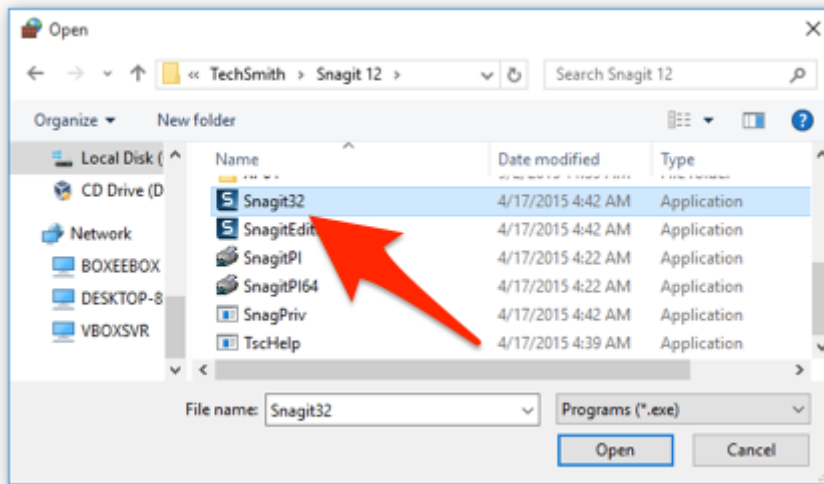 Open
« TechSmith > Snagit 12 >
Search Snagit 12
Organize
New folder
Name
Date modified
Type
Local Disk (
CD Drive (D
Network
BOXEEBOX
DESKTOP-8
VBOXSVR
Snagit32 4/17/2015 4:42 AM Application
SnagitEdit 4/17/2015 4:42 AM Application
SnagitPI 4/17/2015 4:22 AM Application
SnagitPI64 4/17/2015 4:22 AM Application
SnagPriv 4/17/2015 4:42 AM Application
TscHelp 4/17/2015 4:39 AM Application
File name: Snagit32
Programs (*.exe)
Open
Cancel